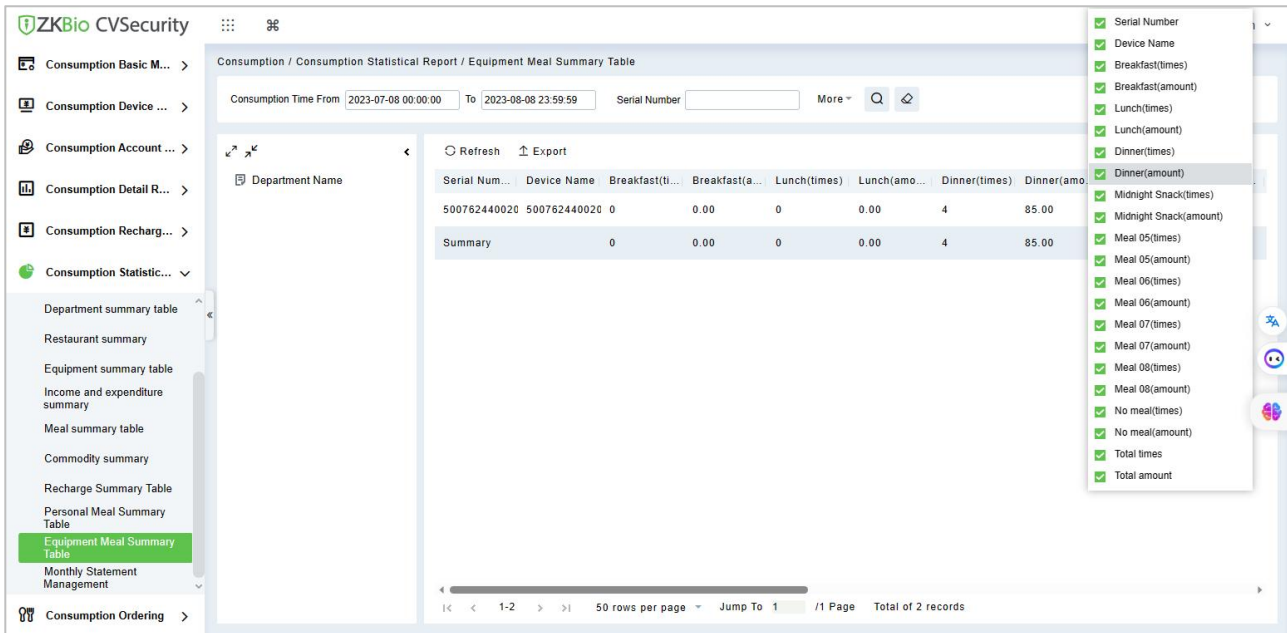 ZKBio CVSecurity
Consumption Basic M...
Consumption Device ...
Consumption Account ...
Consumption Detail R...
Consumption Recharg...
Consumption Statistic...
Department summary table
Restaurant summary
Equipment summary table
Income and expenditure
summary
Meal summary table
Commodity summary
Recharge Summary Table
Personal Meal Summary
Table
Equipment Meal Summary
Table
Monthly Statement
Management
Consumption Ordering
Consumption / Consumption Statistical Report / Equipment Meal Summary Table
Consumption Time From 2023-07-08 00:00:00 To 2023-08-08 23:59:59 Serial Number More
Department Name
Refresh Export
Serial Num... Device Name Breakfast(ti... Breakfast(a... Lunch(times) Lunch(amo... Dinner(times) Dinner(amo
500762440020 500762440020 0 0.00 0 0.00 4 85.00
Summary 0 0.00 0 0.00 4 85.00
1-2 50 rows per page Jump To 1 /1 Page Total of 2 records
Serial Number
Device Name
Breakfast(times)
Breakfast(amount)
Lunch(times)
Lunch(amount)
Dinner(times)
Dinner(amount)
Midnight Snack(times)
Midnight Snack(amount)
Meal 05(times)
Meal 05(amount)
Meal 06(times)
Meal 06(amount)
Meal 07(times)
Meal 07(amount)
Meal 08(times)
Meal 08(amount)
No meal(times)
No meal(amount)
Total times
Total amount